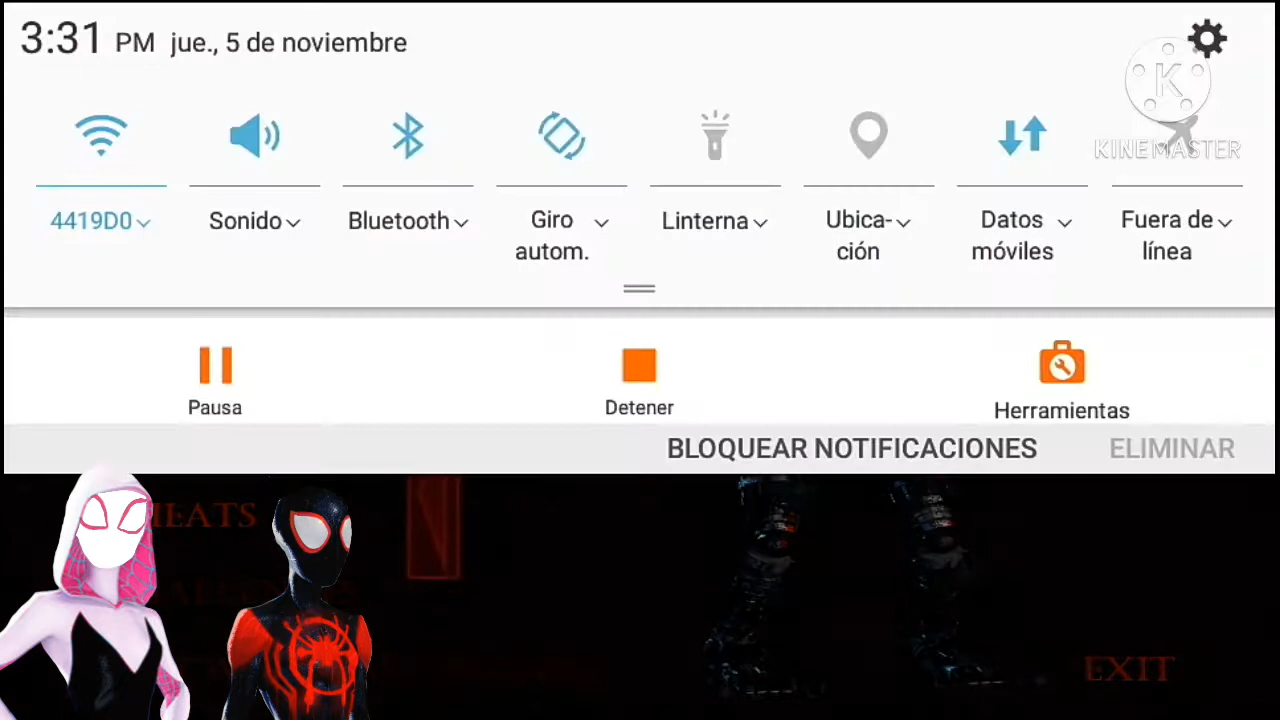 3:31 PM jue., 5 de noviembre
K
KINEMASTER
4419D0
Sonido
Bluetooth
Giro
autom.
Linterna
Ubica-
ción
Datos
móviles
Fuera de
línea
Pausa
Detener
Herramientas
BLOQUEAR NOTIFICACIONES
ELIMINAR
HEATS
EXIT